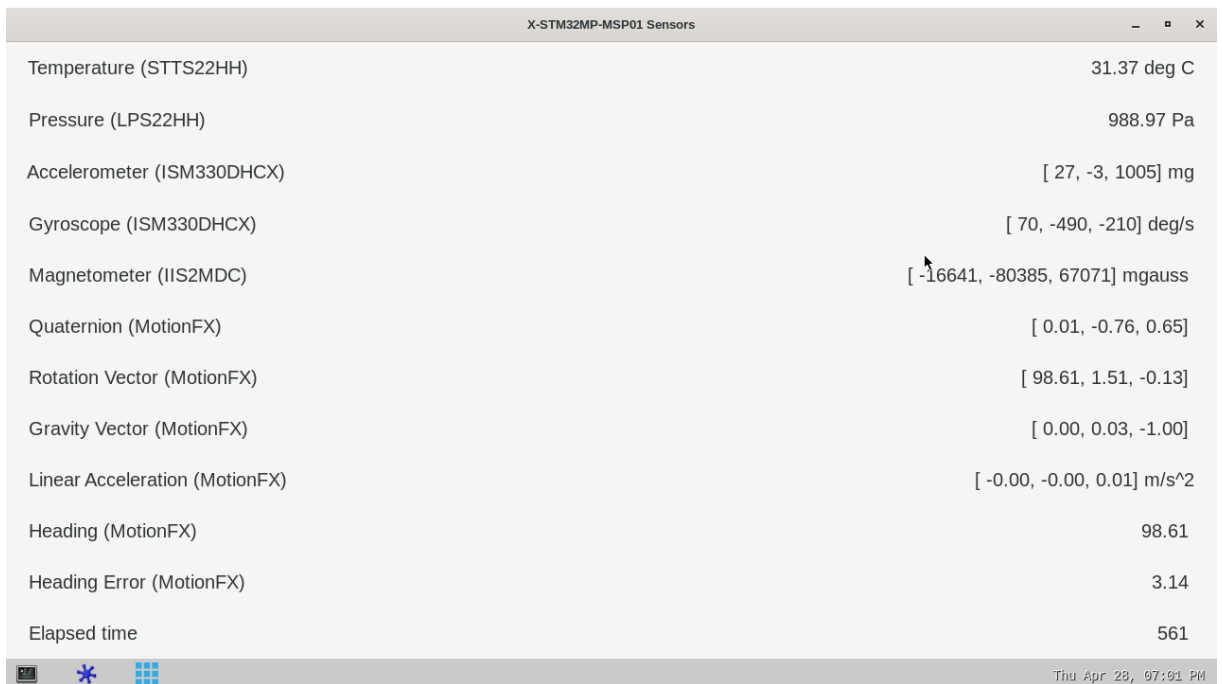 X-STM32MP-MSP01 Sensors
Temperature (STTS22HH) 31.37 deg C
Pressure (LPS22HH) 988.97 Pa
Accelerometer (ISM330DHCX) [ 27, -3, 1005] mg
Gyroscope (ISM330DHCX) [ 70, -490, -210] deg/s
Magnetometer (IIS2MDC) [ -16641, -80385, 67071] mgauss
Quaternion (MotionFX) [ 0.01, -0.76, 0.65]
Rotation Vector (MotionFX) [ 98.61, 1.51, -0.13]
Gravity Vector (MotionFX) [ 0.00, 0.03, -1.00]
Linear Acceleration (MotionFX) [ -0.00, -0.00, 0.01] m/s^2
Heading (MotionFX) 98.61
Heading Error (MotionFX) 3.14
Elapsed time 561
Thu Apr 28, 07:01 PM